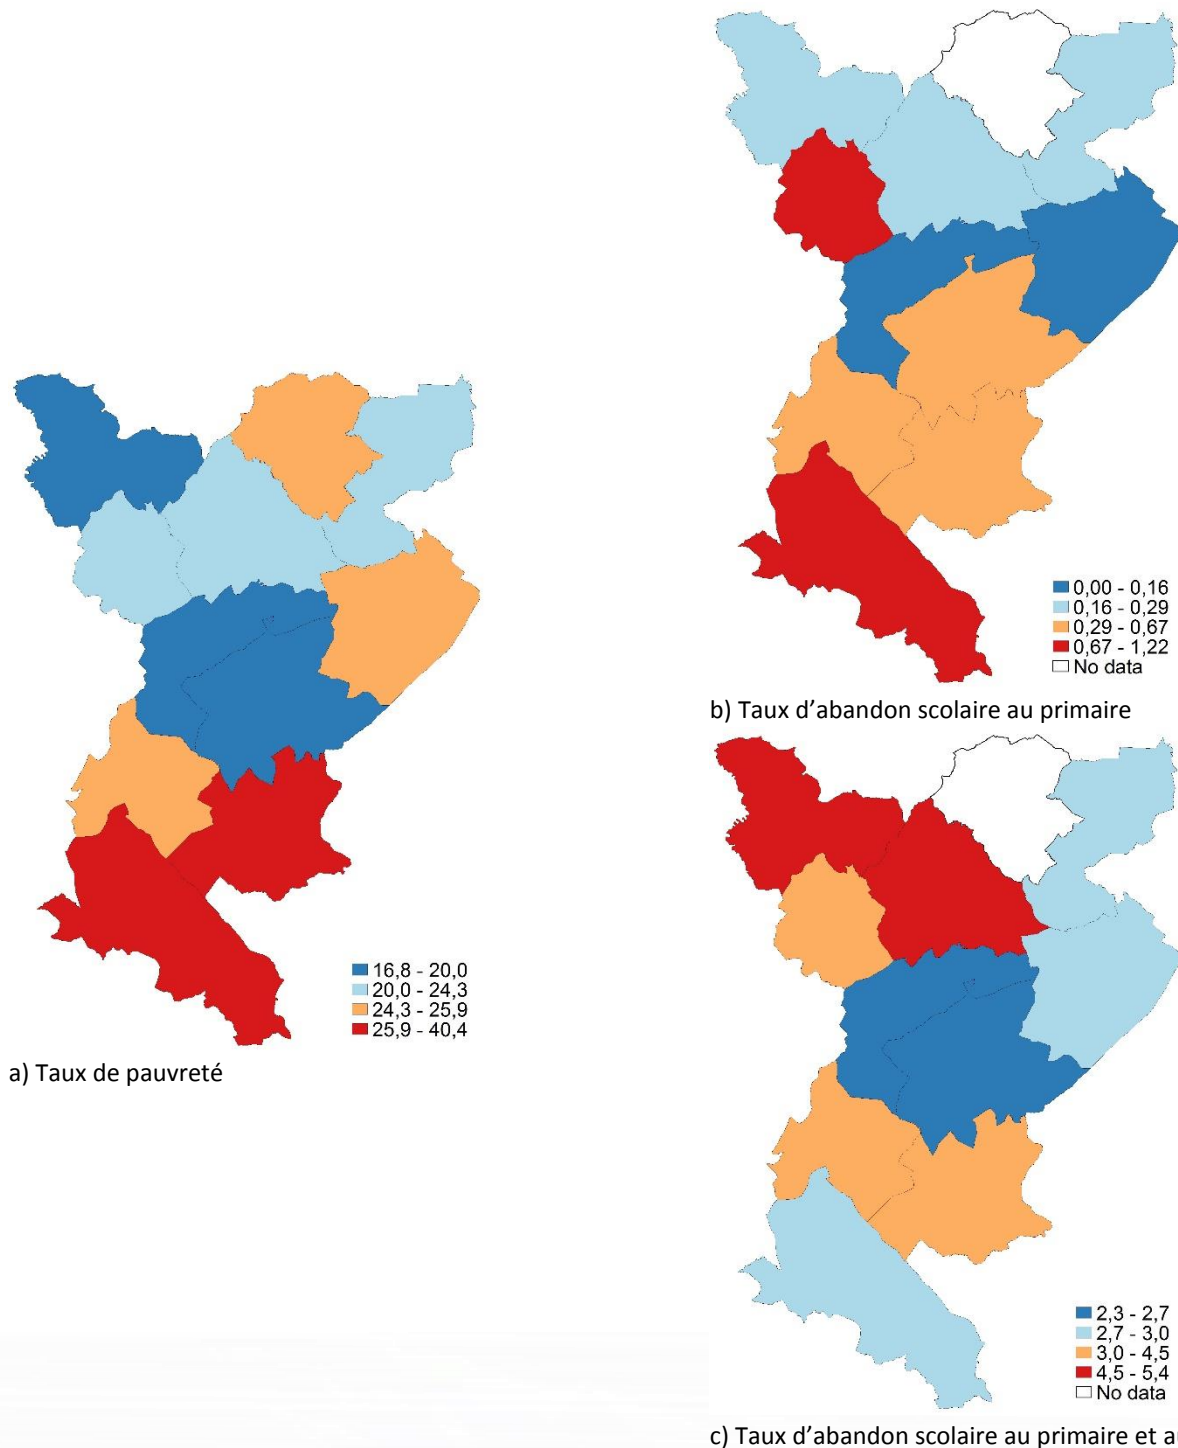 16,8 - 20,0
20,0 - 24,3
24,3 - 25,9
25,9 - 40,4
a) Taux de pauvreté
0,00 - 0,16
0,16 - 0,29
0,29 - 0,67
0,67 - 1,22
No data
b) Taux d’abandon scolaire au primaire
2,3 - 2,7
2,7 - 3,0
3,0 - 4,5
4,5 - 5,4
No data
c) Taux d’abandon scolaire au primaire et a